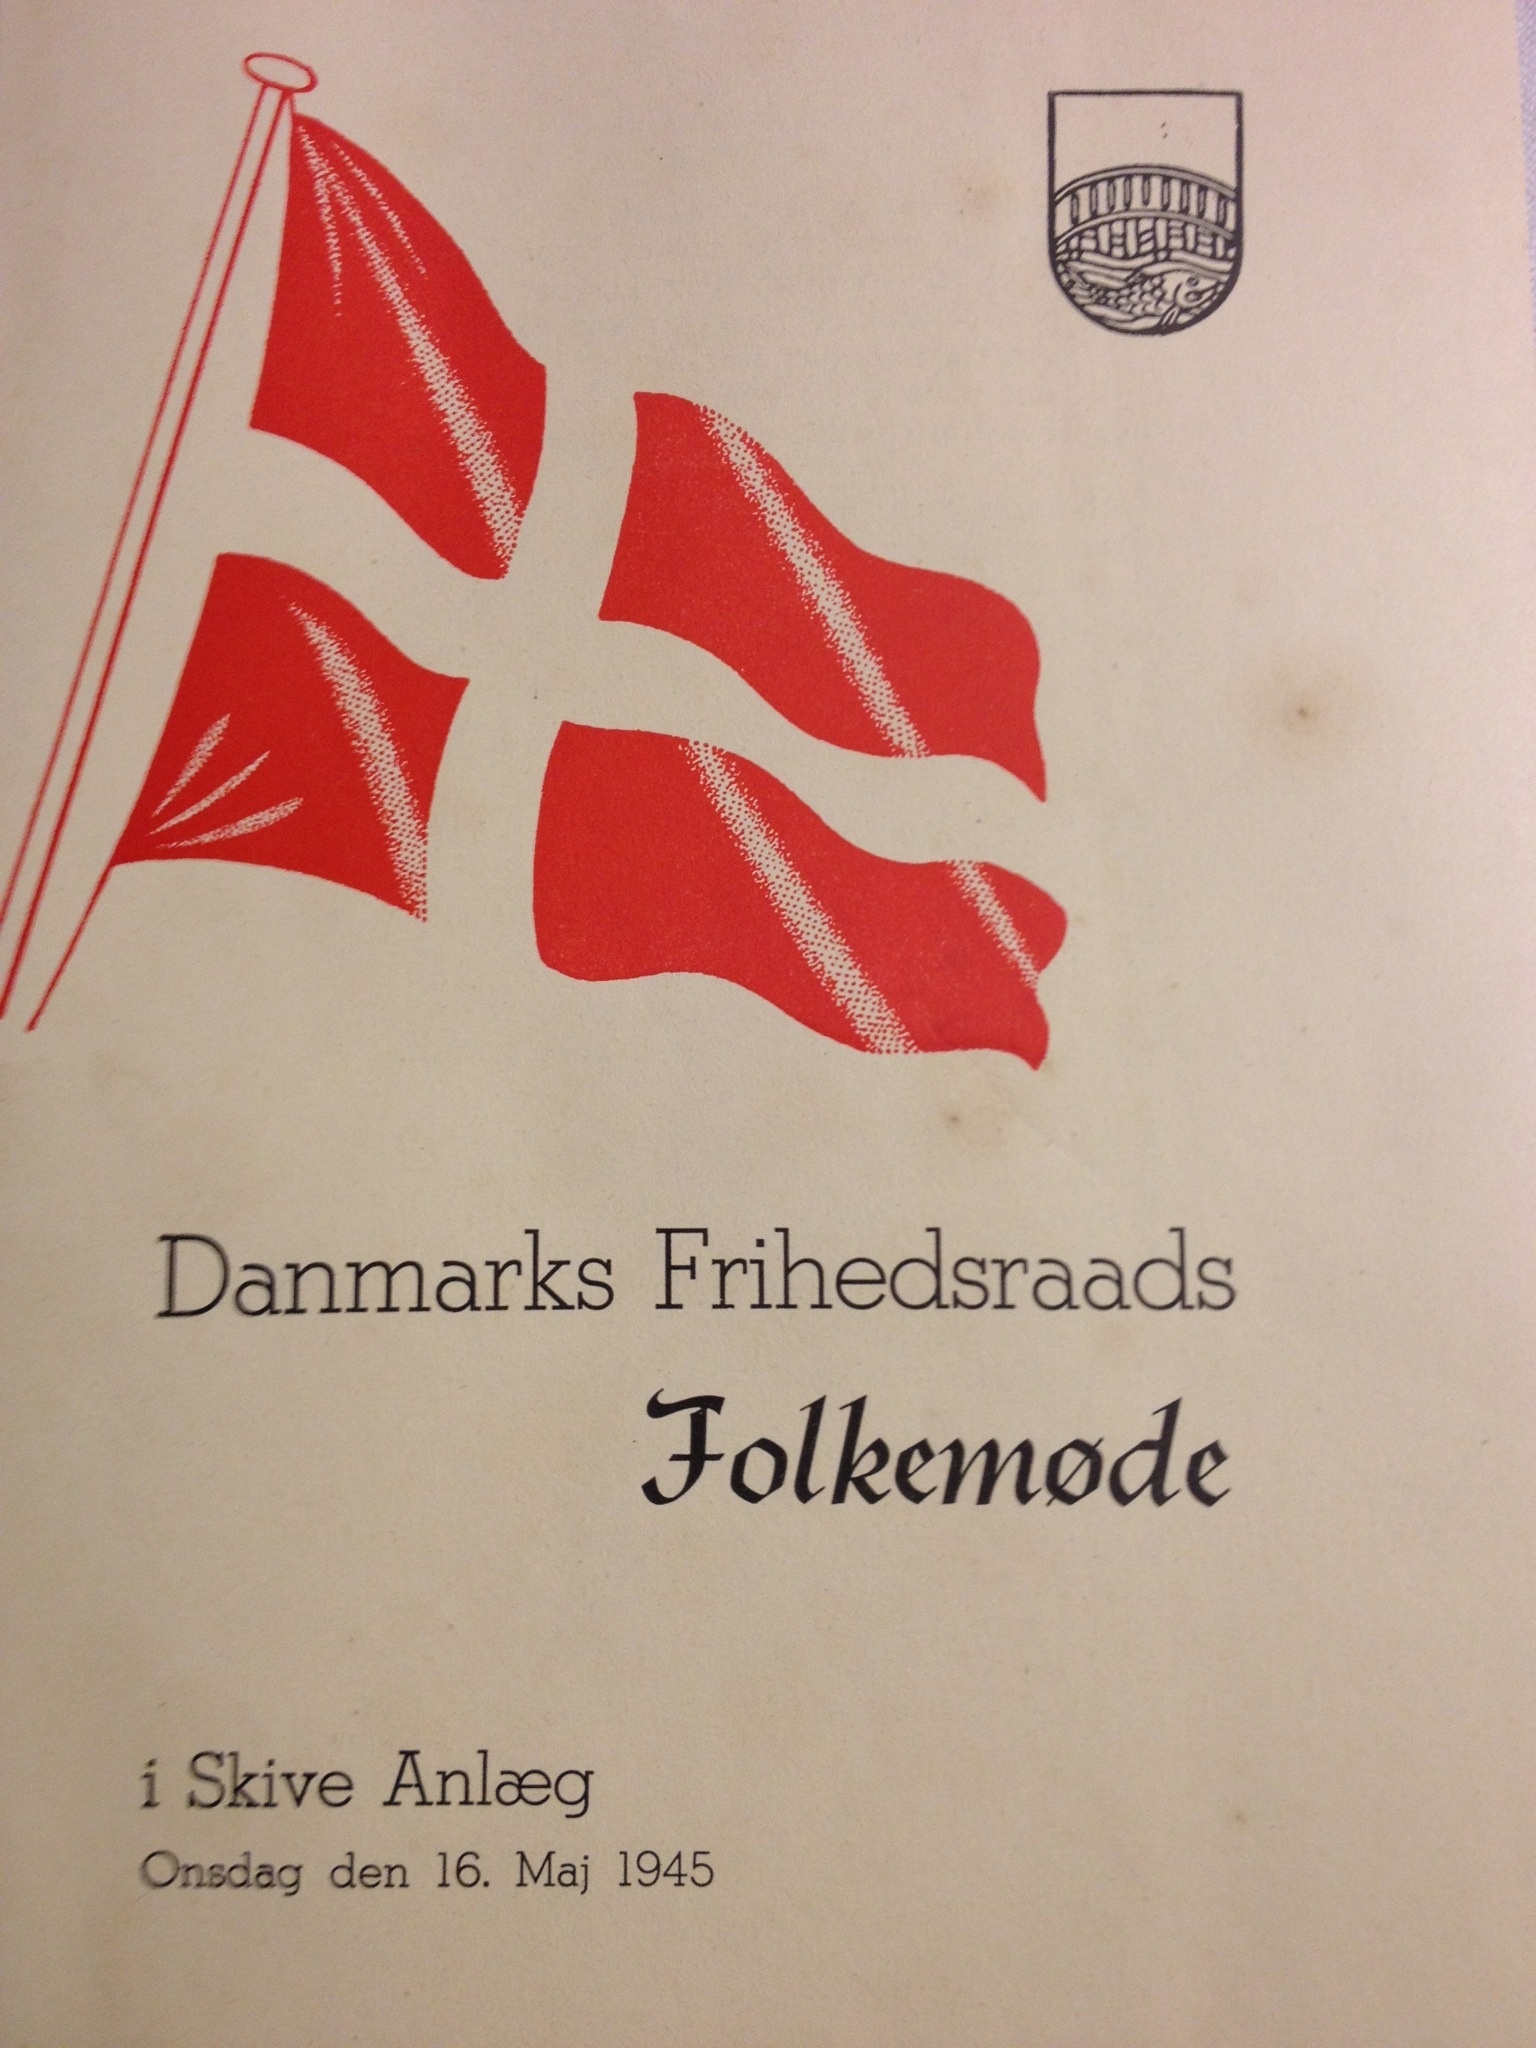 Danmarks Frihedsraads
Folkemøde
i Skive Anlæg
Onsdag den 16. Maj 1945